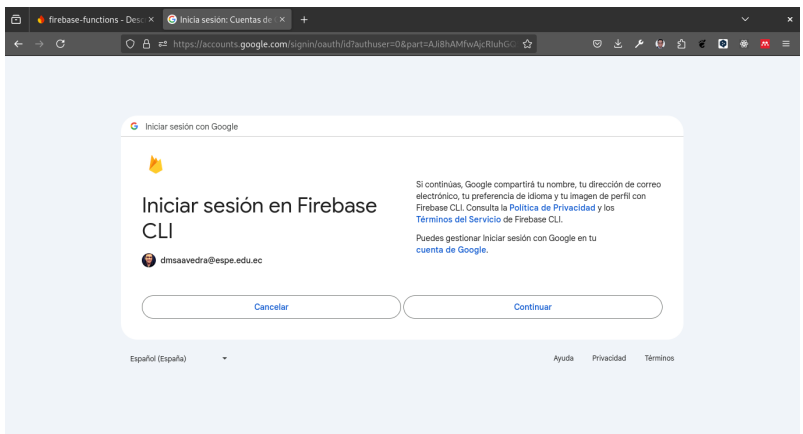 firebase-functions - Desc
Inicia sesión: Cuentas de
https://accounts.google.com/signin/oauth/id?authuser=0&part=AJi8hAMfwAjcRIuhGG
Iniciar sesión con Google
Iniciar sesión en Firebase
CLI
dmsaavedra@espe.edu.ec
Si continúas, Google compartirá tu nombre, tu dirección de correo
electrónico, tu preferencia de idioma y tu imagen de perfil con
Firebase CLI. Consulta la Política de Privacidad y los
Términos del Servicio de Firebase CLI.
Puedes gestionar Iniciar sesión con Google en tu
cuenta de Google.
Cancelar
Continuar
Español (España)
Ayuda Privacidad Términos